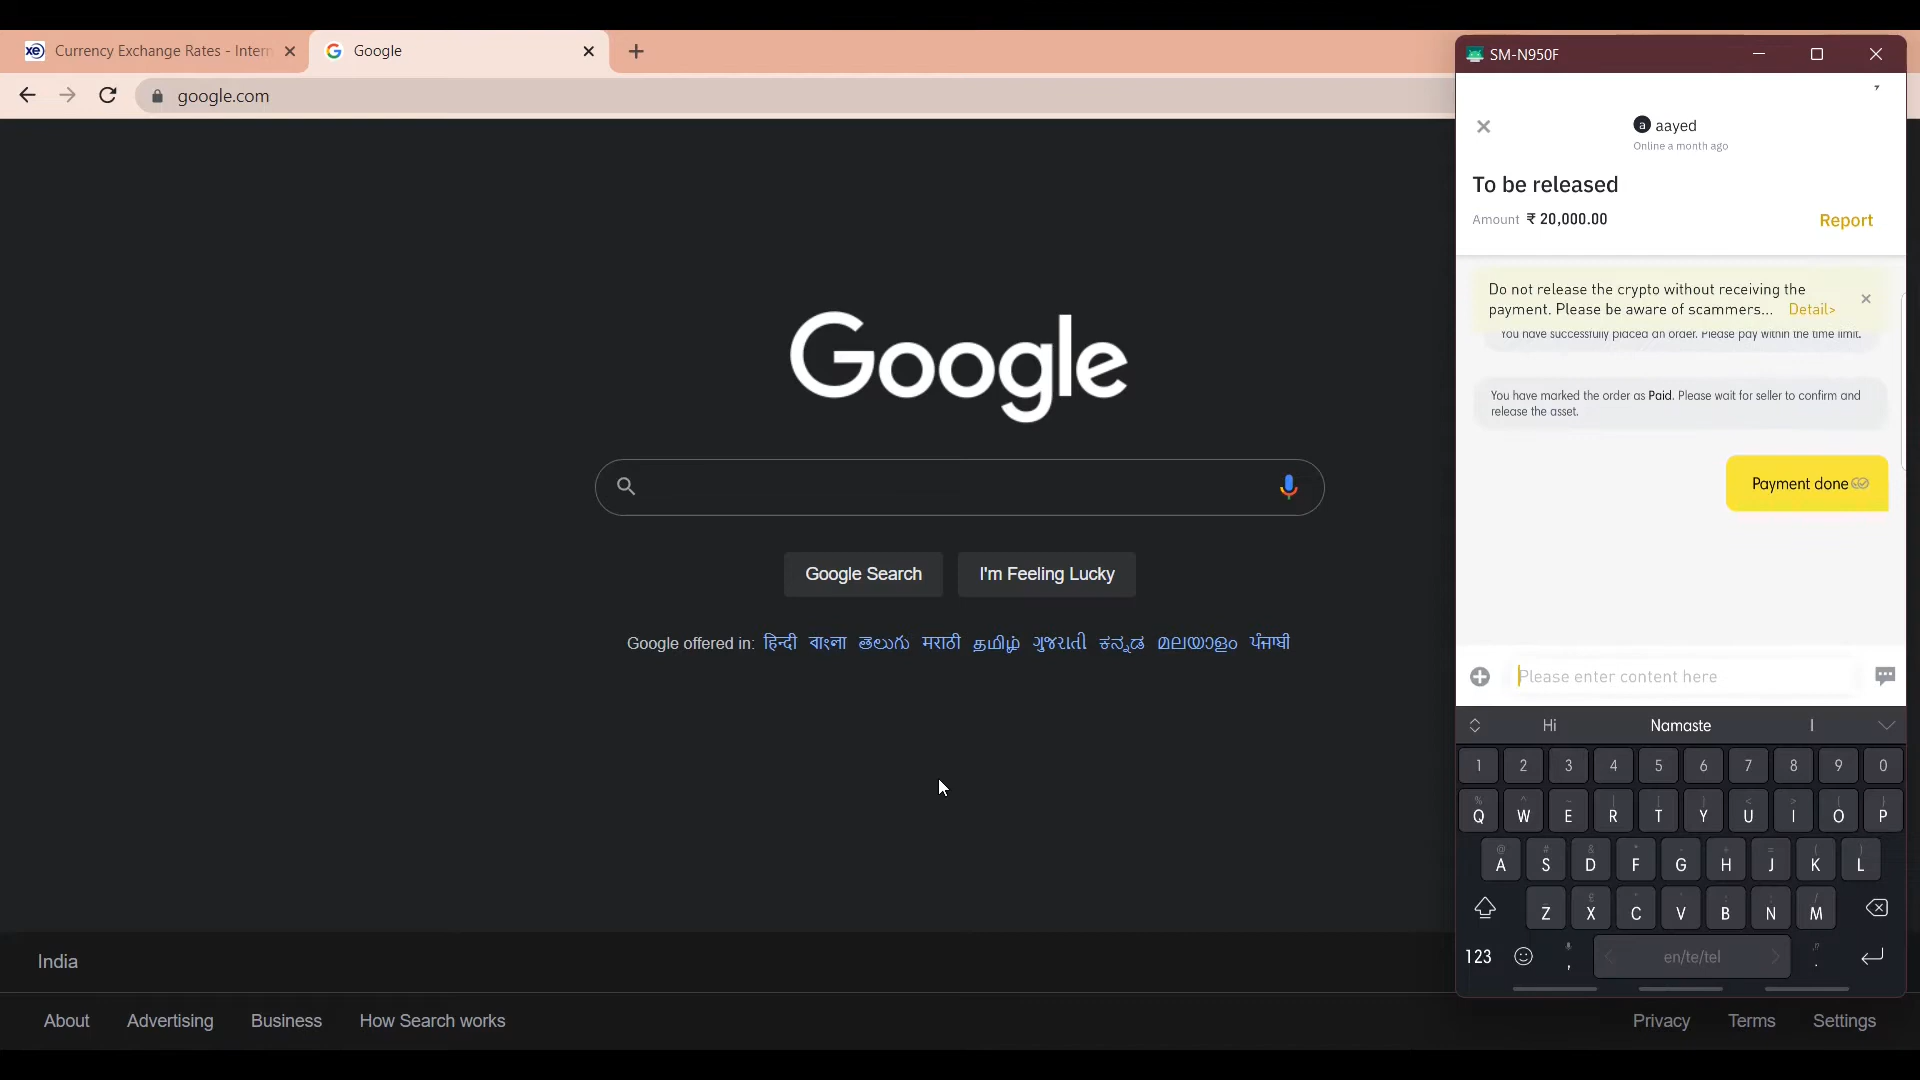 Currency Exchange Rates - Intern
Google
google.com
Google
Google Search
I'm Feeling Lucky
Google offered in: हिन्दी বাংলা తెలుగు मराठी தமிழ் ગુજરાતી ಕನ್ನಡ മലയാളം ਪੰਜਾਬੀ
India
About
Advertising
Business
How Search works
Privacy
Terms
Settings
SM-N950F
a aayed
Online a month ago
To be released
Amount ₹ 20,000.00
Report
Do not release the crypto without receiving the
payment. Please be aware of scammers... Detail>
You have successfully placed an order. Please pay within the time limit.
You have marked the order as Paid. Please wait for seller to confirm and
release the asset.
Payment done
Please enter content here
Hi
Namaste
I
1 2 3 4 5 6 7 8 9 0
Q W E R T Y U I O P
A S D F G H J K L
Z X C V B N M
123
,
en/te/tel
.